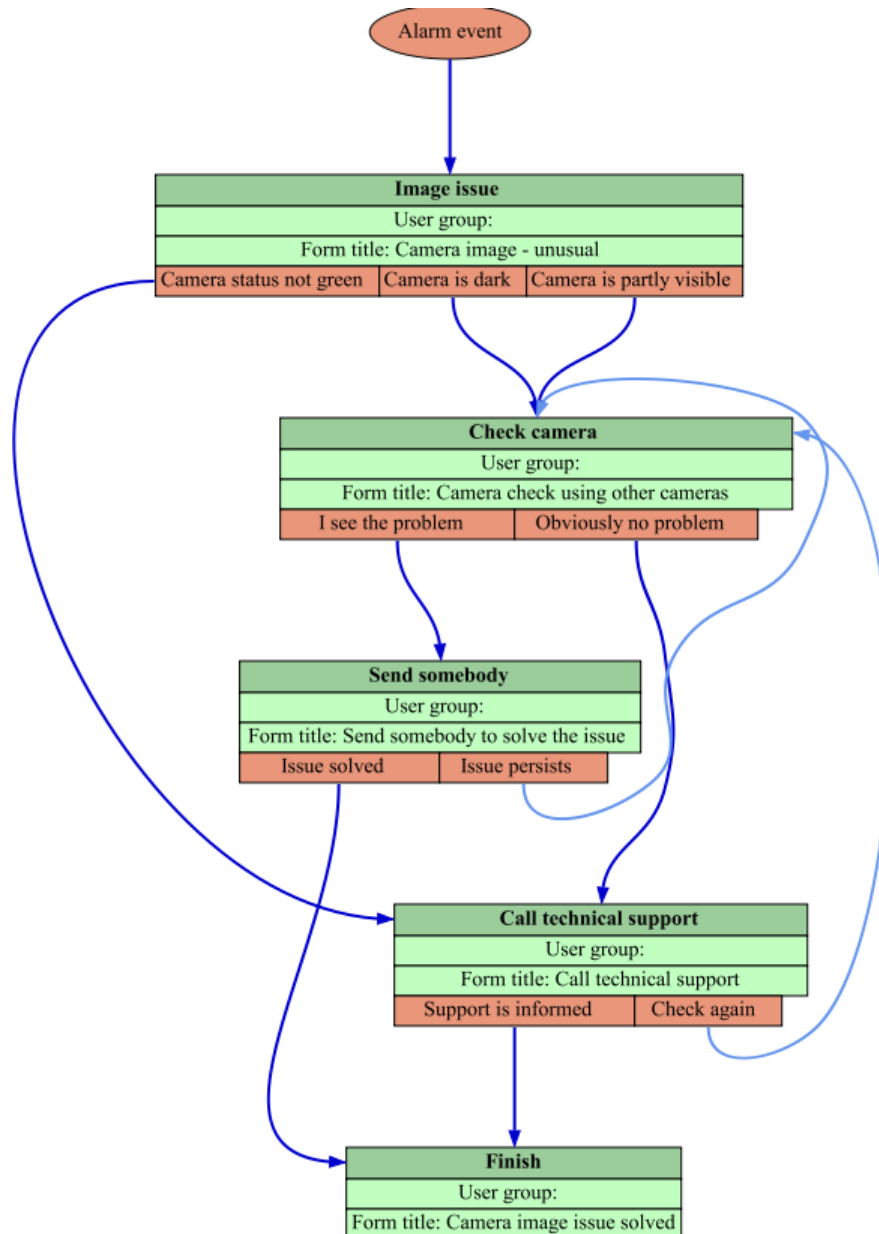 Alarm event
Image issue
User group:
Form title: Camera image - unusual
Camera status not green Camera is dark Camera is partly visible
Check camera
User group:
Form title: Camera check using other cameras
I see the problem Obviously no problem
Send somebody
User group:
Form title: Send somebody to solve the issue
Issue solved Issue persists
Call technical support
User group:
Form title: Call technical support
Support is informed Check again
Finish
User group:
Form title: Camera image issue solved